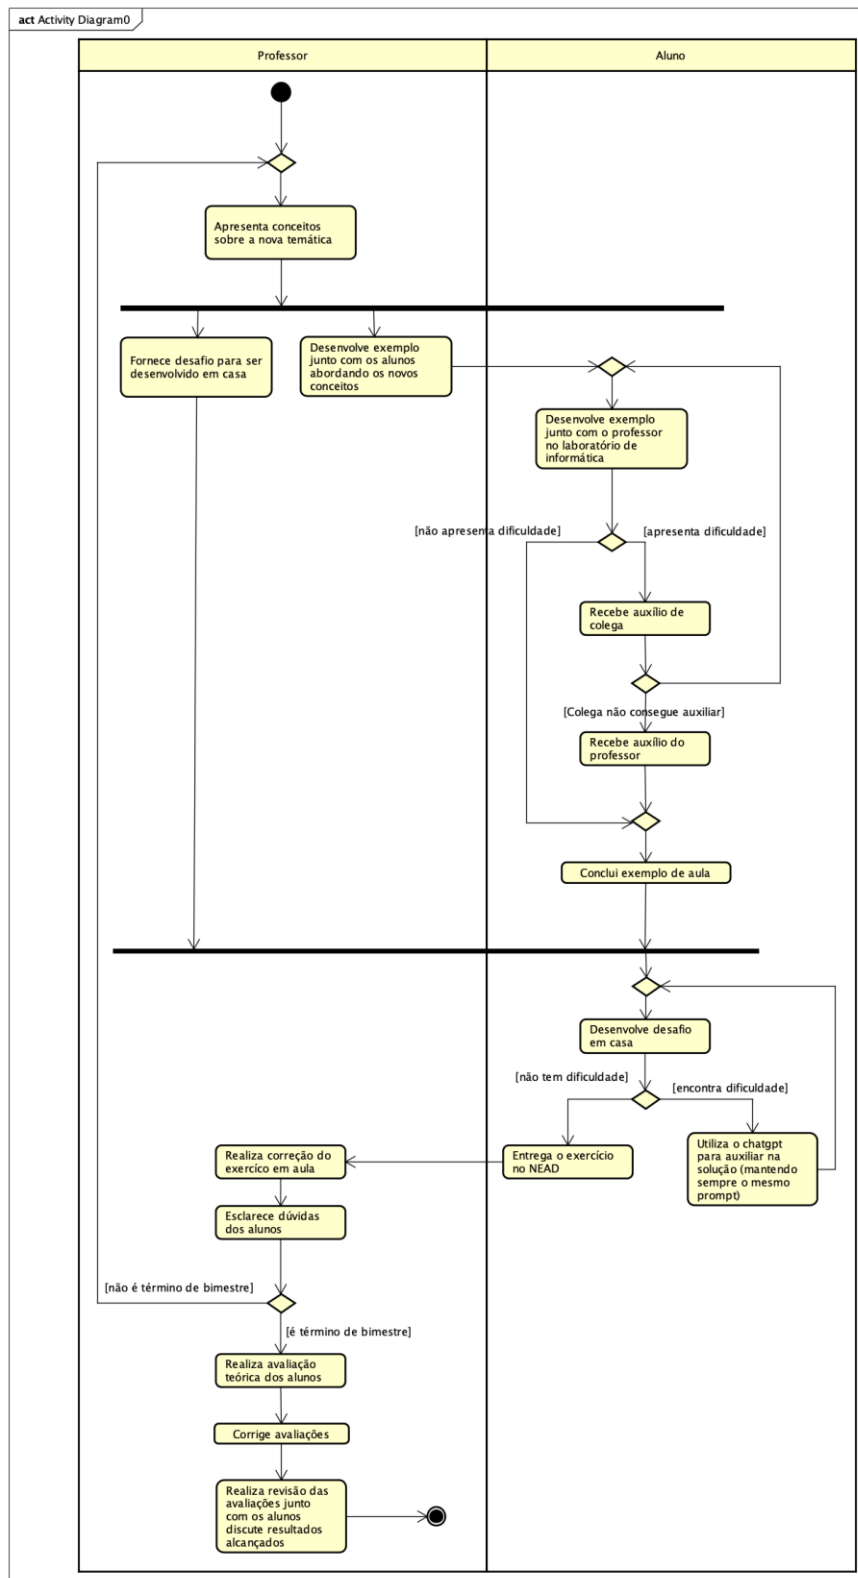 act Activity Diagram0
Professor
Aluno
Apresenta conceitos
sobre a nova temática
Fornece desafio para ser
desenvolvido em casa
Desenvolve exemplo
junto com os alunos
abordando os novos
conceitos
Desenvolve exemplo
junto com o professor
no laboratório de
informática
[não apresenta dificuldade]
[apresenta dificuldade]
Recebe auxílio de
colega
[Colega não consegue auxiliar]
Recebe auxílio do
professor
Conclui exemplo de aula
Desenvolve desafio
em casa
[não tem dificuldade]
[encontra dificuldade]
Utiliza o chatgpt
para auxiliar na
solução (mantendo
sempre o mesmo
prompt)
Entrega o exercício
no NEAD
Realiza correção do
exercíco em aula
Esclarece dúvidas
dos alunos
[não é término de bimestre]
[é término de bimestre]
Realiza avaliação
teórica dos alunos
Corrige avaliações
Realiza revisão das
avaliações junto
com os alunos
discute resultados
alcançados